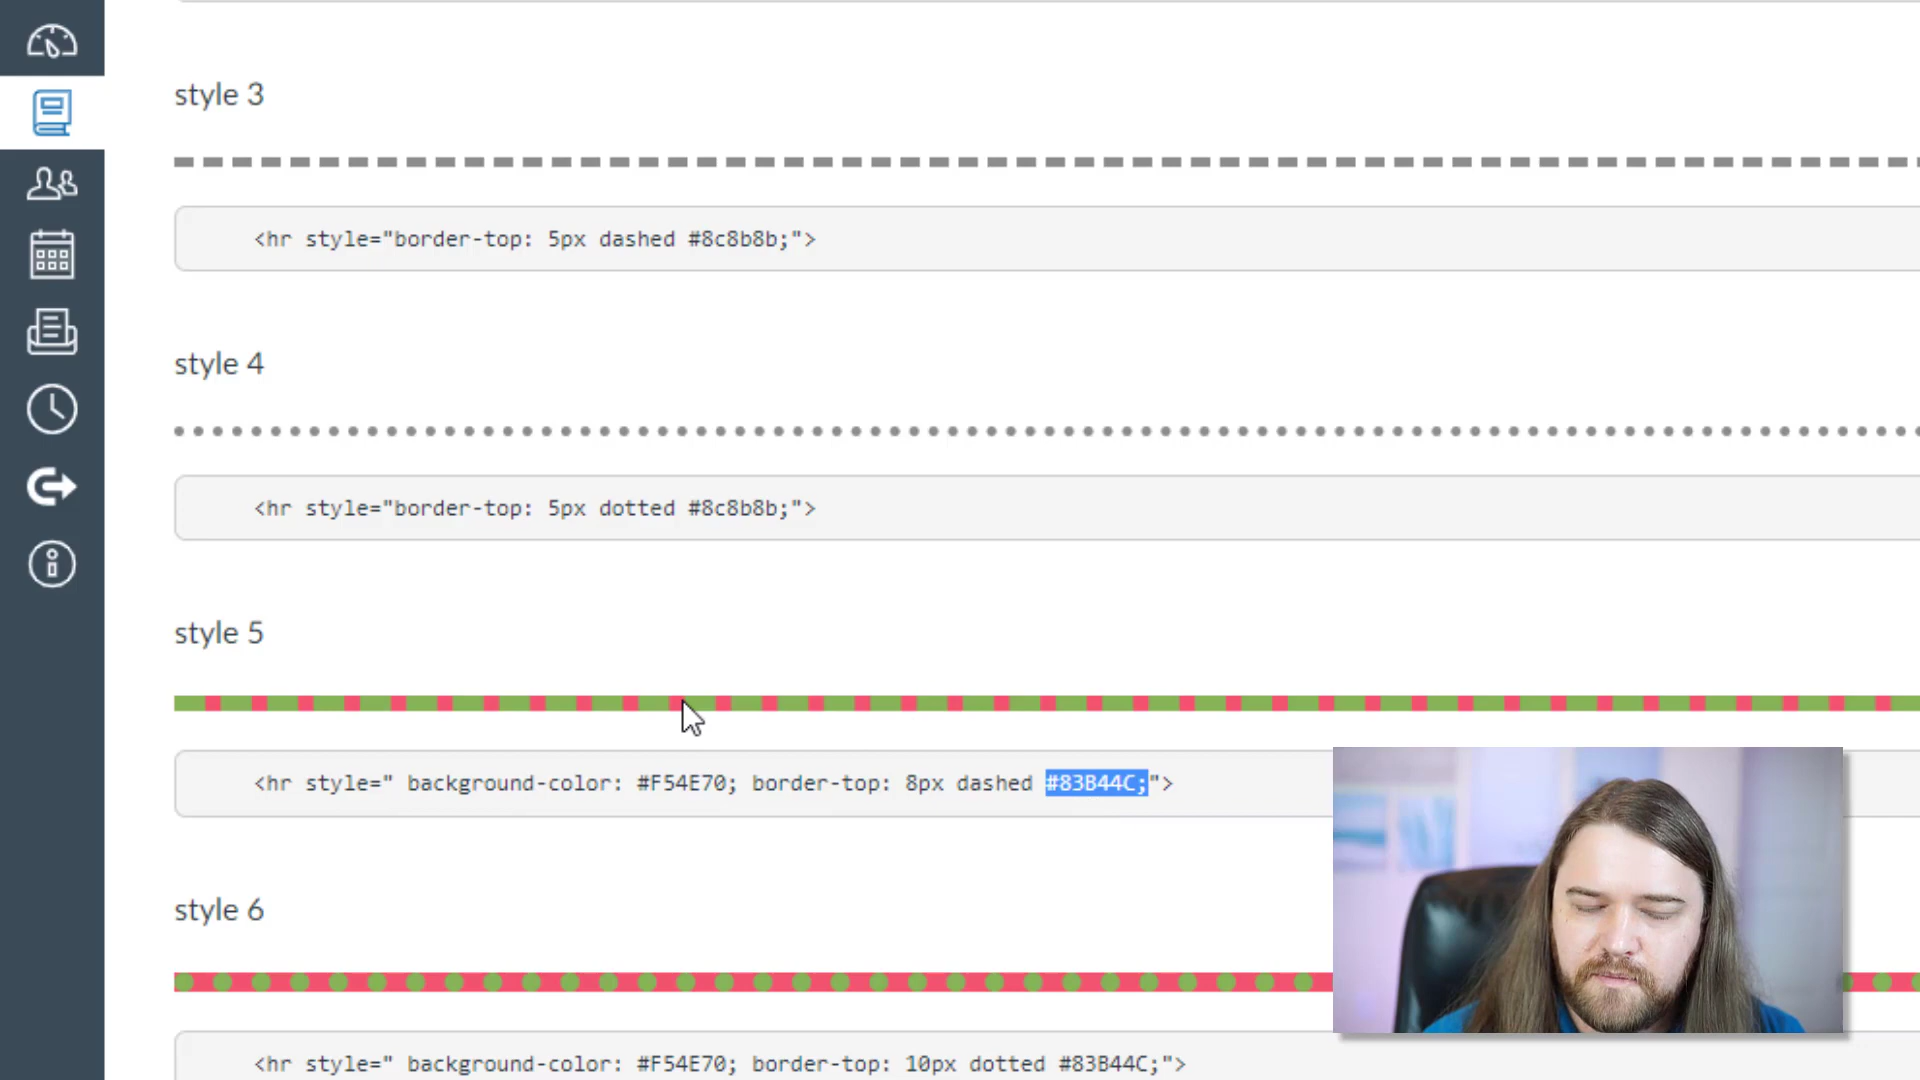 style 3
<hr style="border-top: 5px dashed #8c8b8b;">
style 4
<hr style="border-top: 5px dotted #8c8b8b;">
style 5
<hr style=" background-color: #F54E70; border-top: 8px dashed #83B44C;">
style 6
<hr style=" background-color: #F54E70; border-top: 10px dotted #83B44C;">